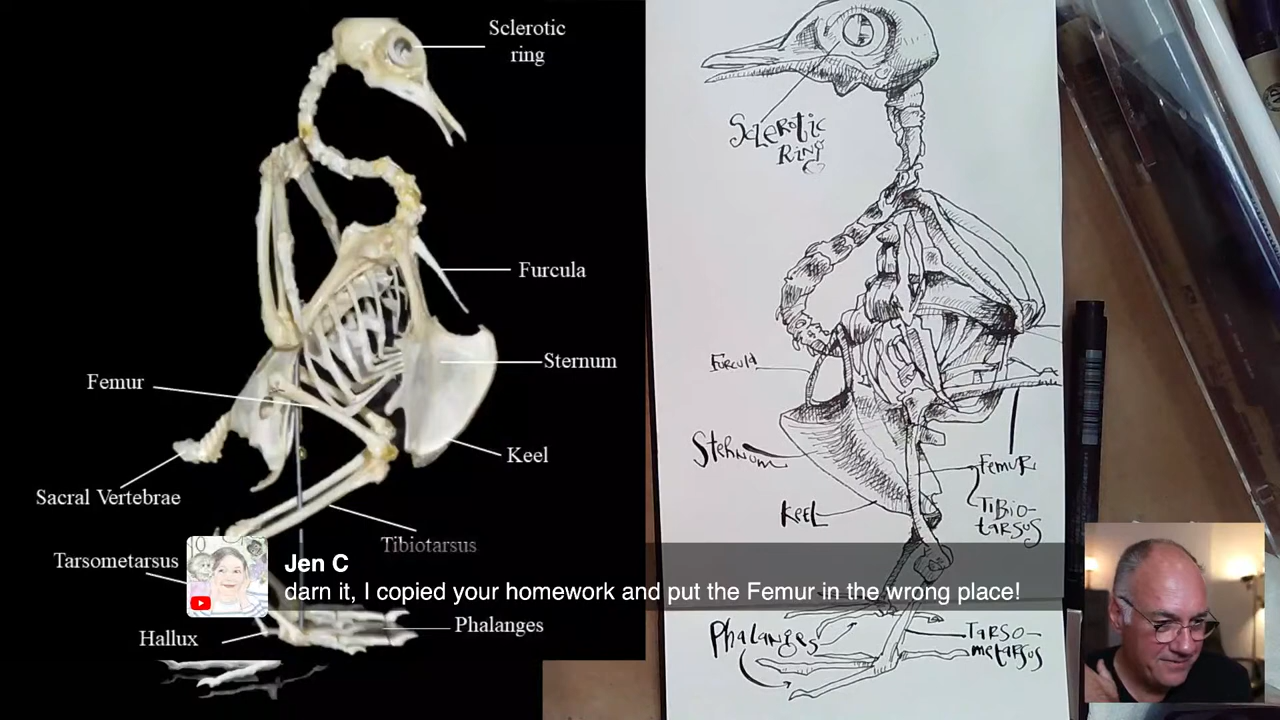 Sclerotic
ring
Furcula
Sternum
Femur
Keel
Sacral Vertebrae
Tibiotarsus
Tarsometarsus
Phalanges
Hallux
Sclerotic
Ring
Furcula
Sternum
Keel
Femur
Tibio-
tarsus
Phalanges
Tarso-
metarsus
Jen C
darn it, I copied your homework and put the Femur in the wrong place!